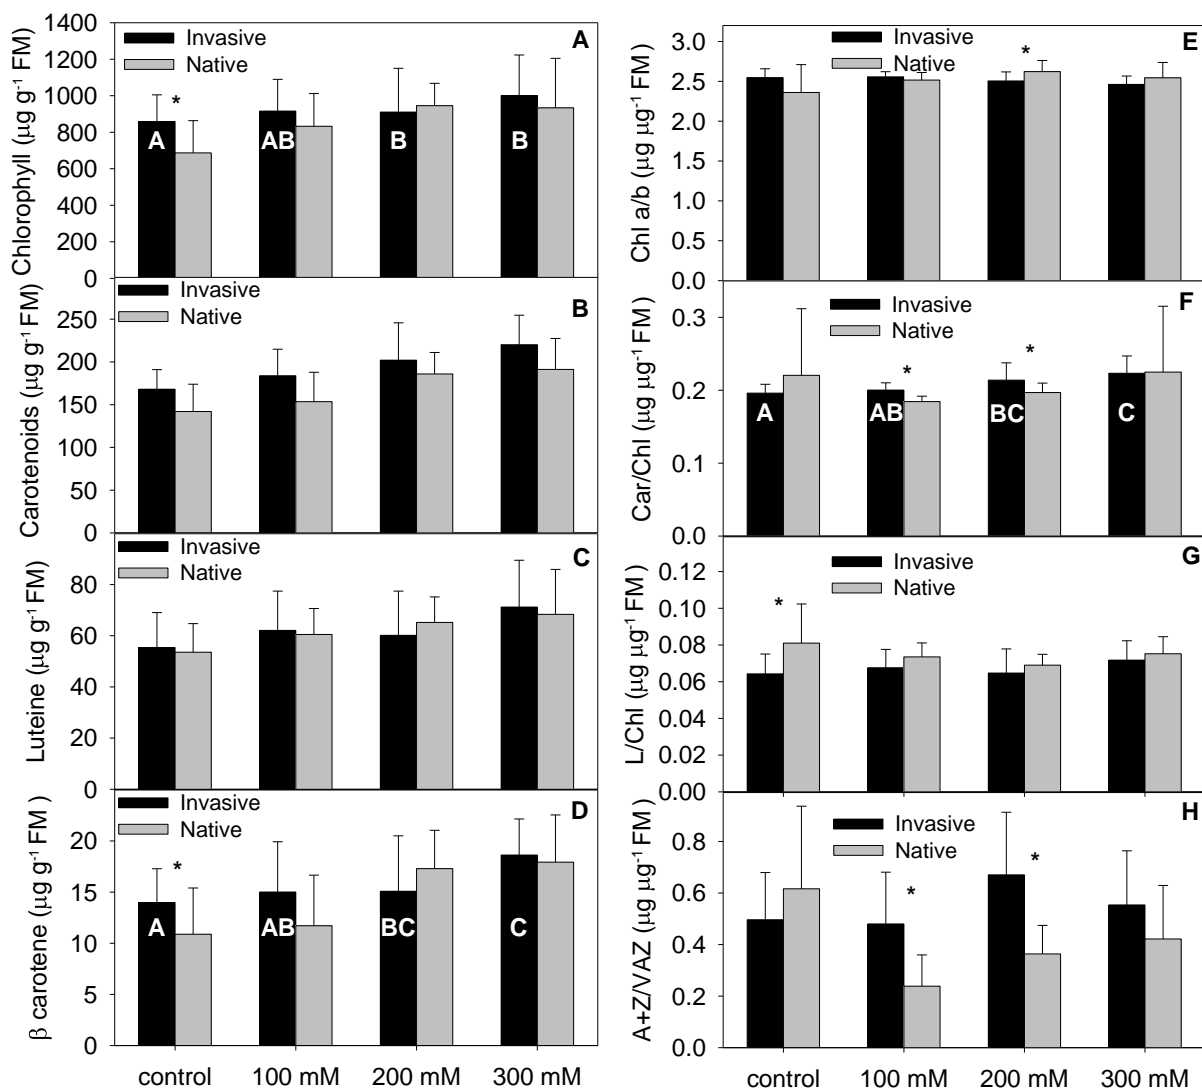 1400
1200
1000
800
600
400
200
0
Chlorophyll (μg g⁻¹ FM)
Invasive
Native
A
*
A
AB
B
B
250
200
150
100
50
0
Carotenoids (μg g⁻¹ FM)
Invasive
Native
B
80
60
40
20
0
Luteine (μg g⁻¹ FM)
Invasive
Native
C
20
15
10
5
0
β carotene (μg g⁻¹ FM)
Invasive
Native
D
*
A
AB
BC
C
control
100 mM
200 mM
300 mM
3.0
2.5
2.0
1.5
1.0
0.5
0.0
Chl a/b (μg μg⁻¹ FM)
Invasive
Native
E
*
0.3
0.2
0.1
0.0
Car/Chl (μg μg⁻¹ FM)
Invasive
Native
F
*
*
A
AB
BC
C
0.12
0.10
0.08
0.06
0.04
0.02
0.00
L/Chl (μg μg⁻¹ FM)
Invasive
Native
G
*
0.8
0.6
0.4
0.2
0.0
A+Z/VAZ (μg μg⁻¹ FM)
Invasive
Native
H
*
*
control
100 mM
200 mM
300 mM